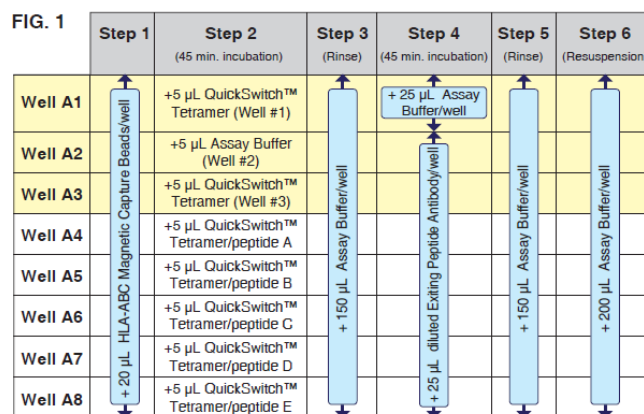 FIG. 1
Step 1
Step 2
(45 min. incubation)
Step 3
(Rinse)
Step 4
(45 min. incubation)
Step 5
(Rinse)
Step 6
(Resuspension)
Well A1
+5 µL QuickSwitch™
Tetramer (Well #1)
+ 25 µL Assay
Buffer/well
Well A2
+5 µL Assay Buffer
(Well #2)
Well A3
+5 µL QuickSwitch™
Tetramer (Well #3)
Well A4
+5 µL QuickSwitch™
Tetramer/peptide A
Well A5
+5 µL QuickSwitch™
Tetramer/peptide B
Well A6
+5 µL QuickSwitch™
Tetramer/peptide C
Well A7
+5 µL QuickSwitch™
Tetramer/peptide D
Well A8
+5 µL QuickSwitch™
Tetramer/peptide E
+ 20 µL HLA-ABC Magnetic Capture Beads/well
+ 150 µL Assay Buffer/well
+ 25 µL diluted Exiting Peptide Antibody/well
+ 150 µL Assay Buffer/well
+ 200 µL Assay Buffer/well